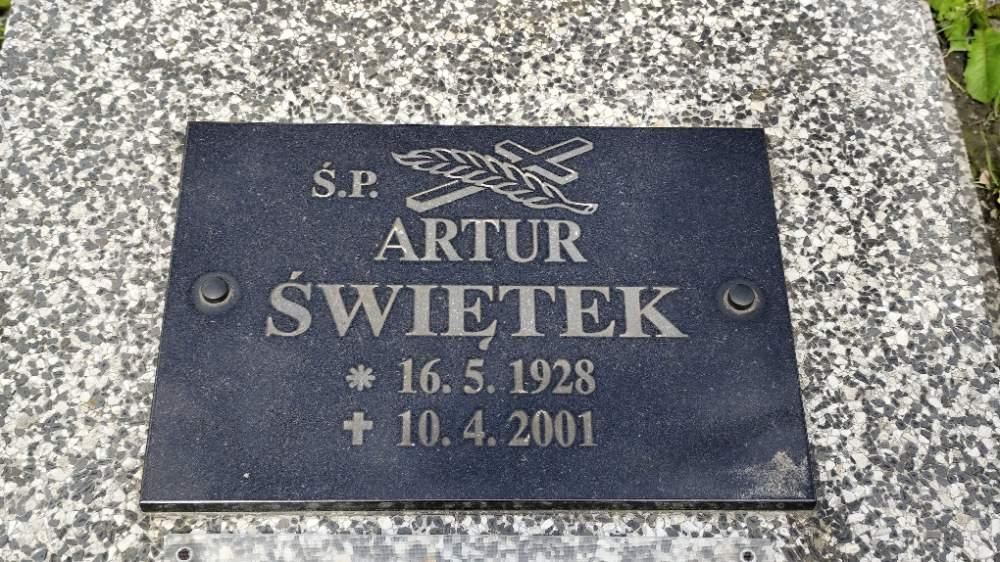 Ś.P.
ARTUR
ŚWIĘTEK
* 16. 5. 1928
✝ 10. 4. 2001